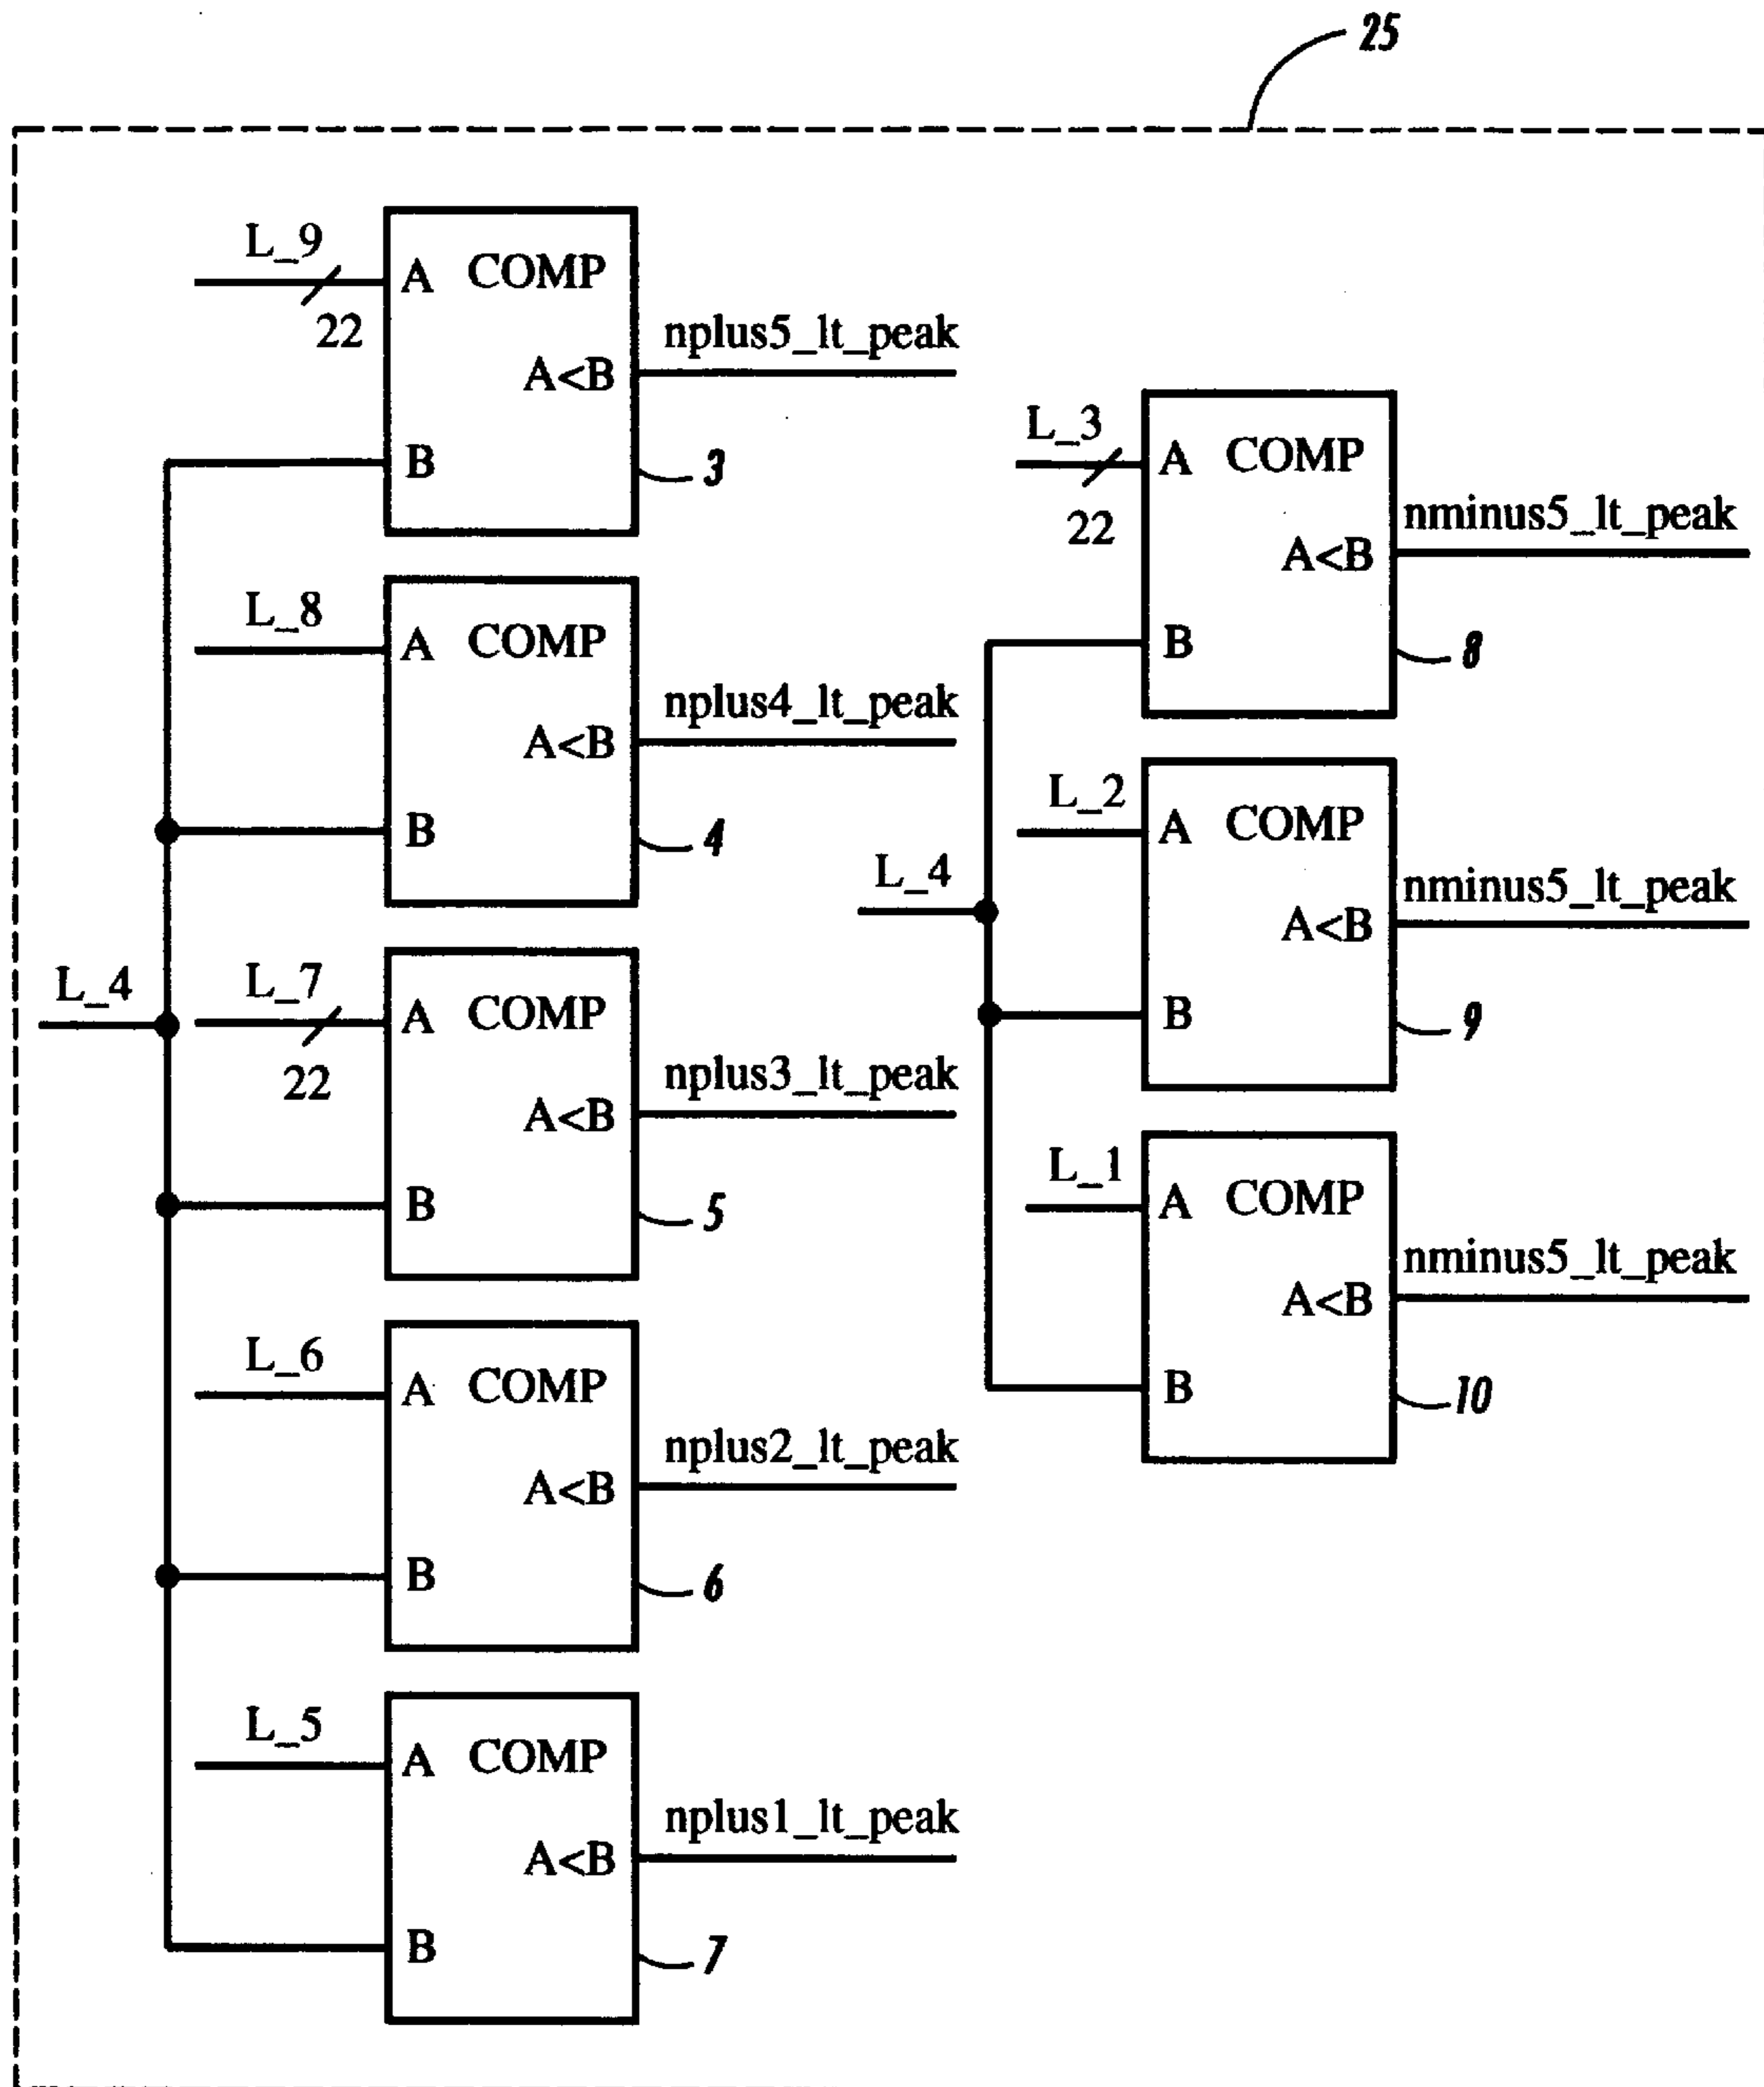 25
L_9
A COMP
22
nplus5_lt_peak
A<B
B
3
L_8
A COMP
nplus4_lt_peak
A<B
B
4
L_4
L_7
A COMP
22
nplus3_lt_peak
A<B
B
5
L_6
A COMP
nplus2_lt_peak
A<B
B
6
L_5
A COMP
nplus1_lt_peak
A<B
B
7
L_3
A COMP
22
nminus5_lt_peak
A<B
B
8
L_4
L_2
A COMP
nminus5_lt_peak
A<B
B
9
L_1
A COMP
nminus5_lt_peak
A<B
B
10